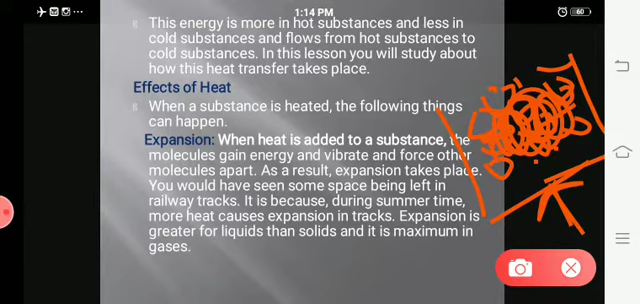 1:14 PM
60
This energy is more in hot substances and less in
cold substances and flows from hot substances to
cold substances. In this lesson you will study about
how this heat transfer takes place.
Effects of Heat
When a substance is heated, the following things
can happen.
Expansion: When heat is added to a substance, the
molecules gain energy and vibrate and force other
molecules apart. As a result, expansion takes place.
You would have seen some space being left in
railway tracks. It is because, during summer time,
more heat causes expansion in tracks. Expansion is
greater for liquids than solids and it is maximum in
gases.